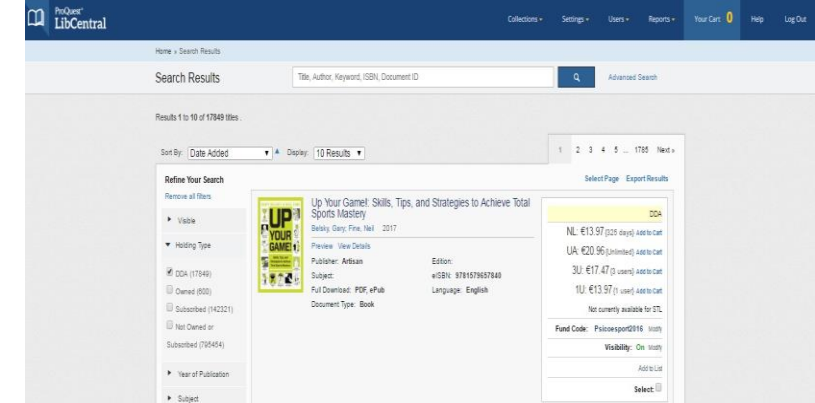 ProQuest
LibCentral
Collections
Settings
Users
Reports
Your Cart 0
Help
Log Out
Home » Search Results
Search Results
Title, Author, Keyword, ISBN, Document ID
Advanced Search
Results 1 to 10 of 17849 titles .
Sort By: Date Added
Display: 10 Results
1 2 3 4 5 ... 1785 Next »
Refine Your Search
Remove all filters
Visible
Holding Type
DDA (17849)
Owned (600)
Subscribed (142321)
Not Owned or
Subscribed (795454)
Year of Publication
Subject
Select Page Export Results
UP
YOUR
GAME!
Up Your Game!: Skills, Tips, and Strategies to Achieve Total
Sports Mastery
Belsky, Gary; Fine, Neil 2017
Preview View Details
Publisher: Artisan
Edition:
Subject:
eISBN: 9781579657840
Full Download: PDF, ePub
Language: English
Document Type: Book
DDA
NL: €13.97 (325 days) Add to Cart
UA: €20.96 (Unlimited) Add to Cart
3U: €17.47 (3 users) Add to Cart
1U: €13.97 (1 user) Add to Cart
Not currently available for STL
Fund Code: Psicoesport2016 Modify
Visibility: On Modify
Add to List
Select: